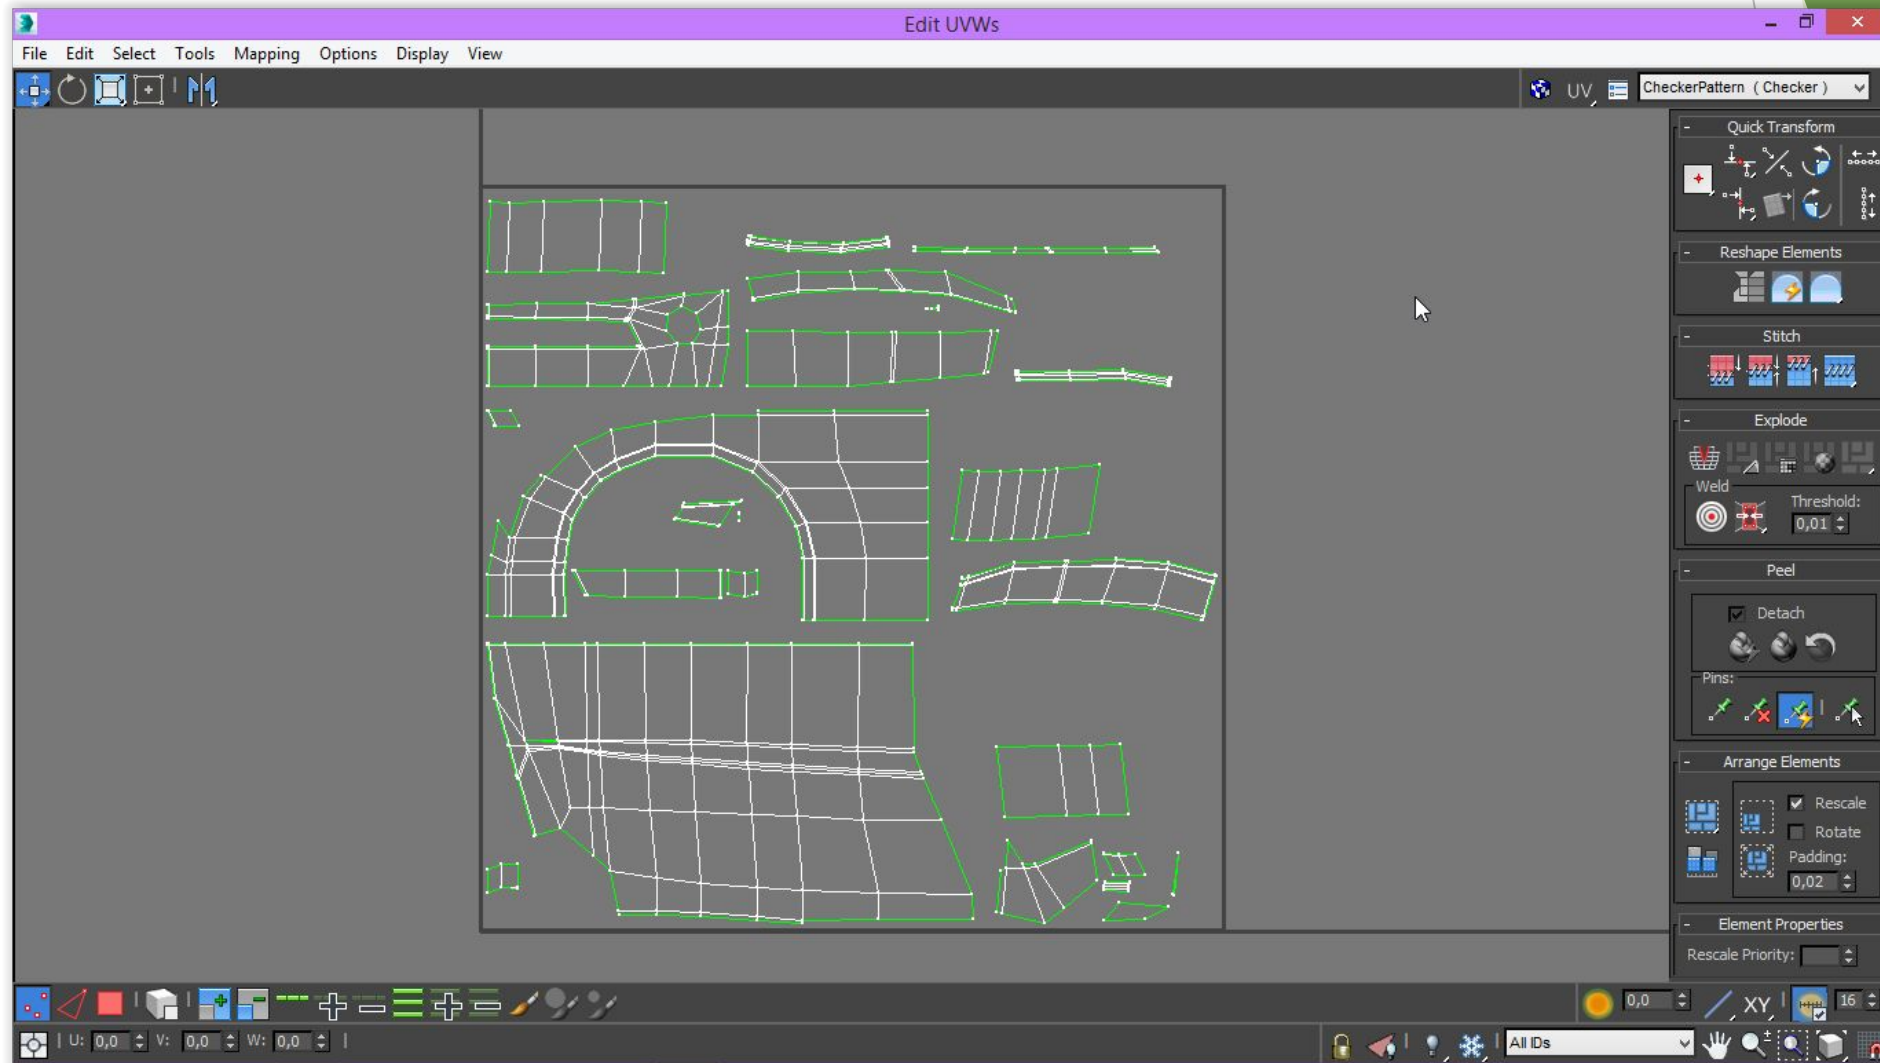 Edit UVWs
File Edit Select Tools Mapping Options Display View
UV CheckerPattern ( Checker )
- Quick Transform
- Reshape Elements
- Stitch
- Explode
Weld
Threshold:
0,01
- Peel
Detach
Pins:
- Arrange Elements
Rescale
Rotate
Padding:
0,02
- Element Properties
Rescale Priority:
0,0 XY 16
U: 0,0 V: 0,0 W: 0,0 All IDs